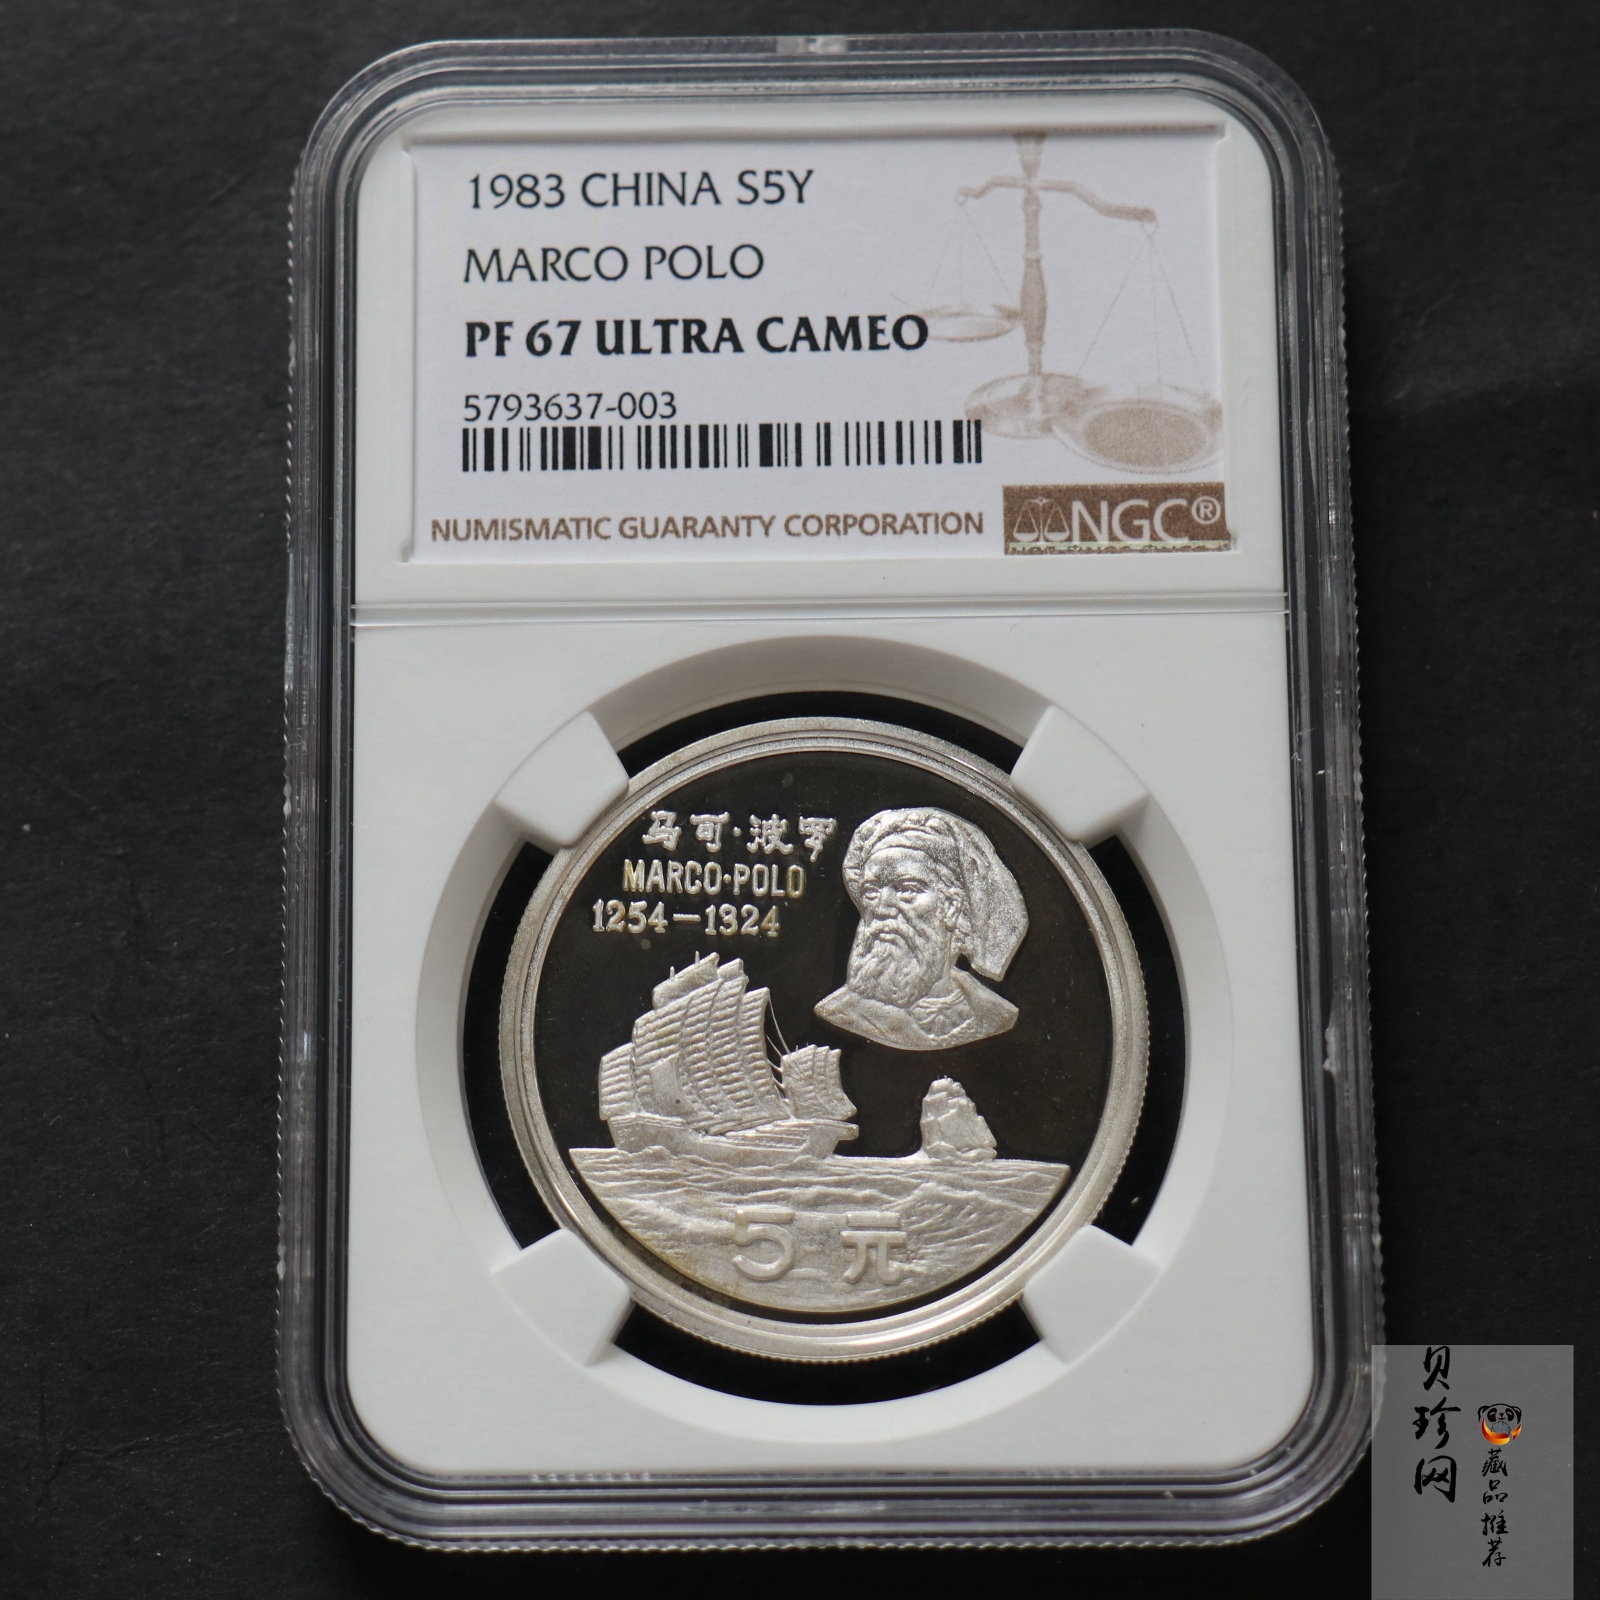 1983 CHINA S5Y
MARCO POLO
PF 67 ULTRA CAMEO
5793637-003
NUMISMATIC GUARANTY CORPORATION
NGC®
马可·波罗
MARCO·POLO
1254-1324
5元
贝珍网
藏品推荐